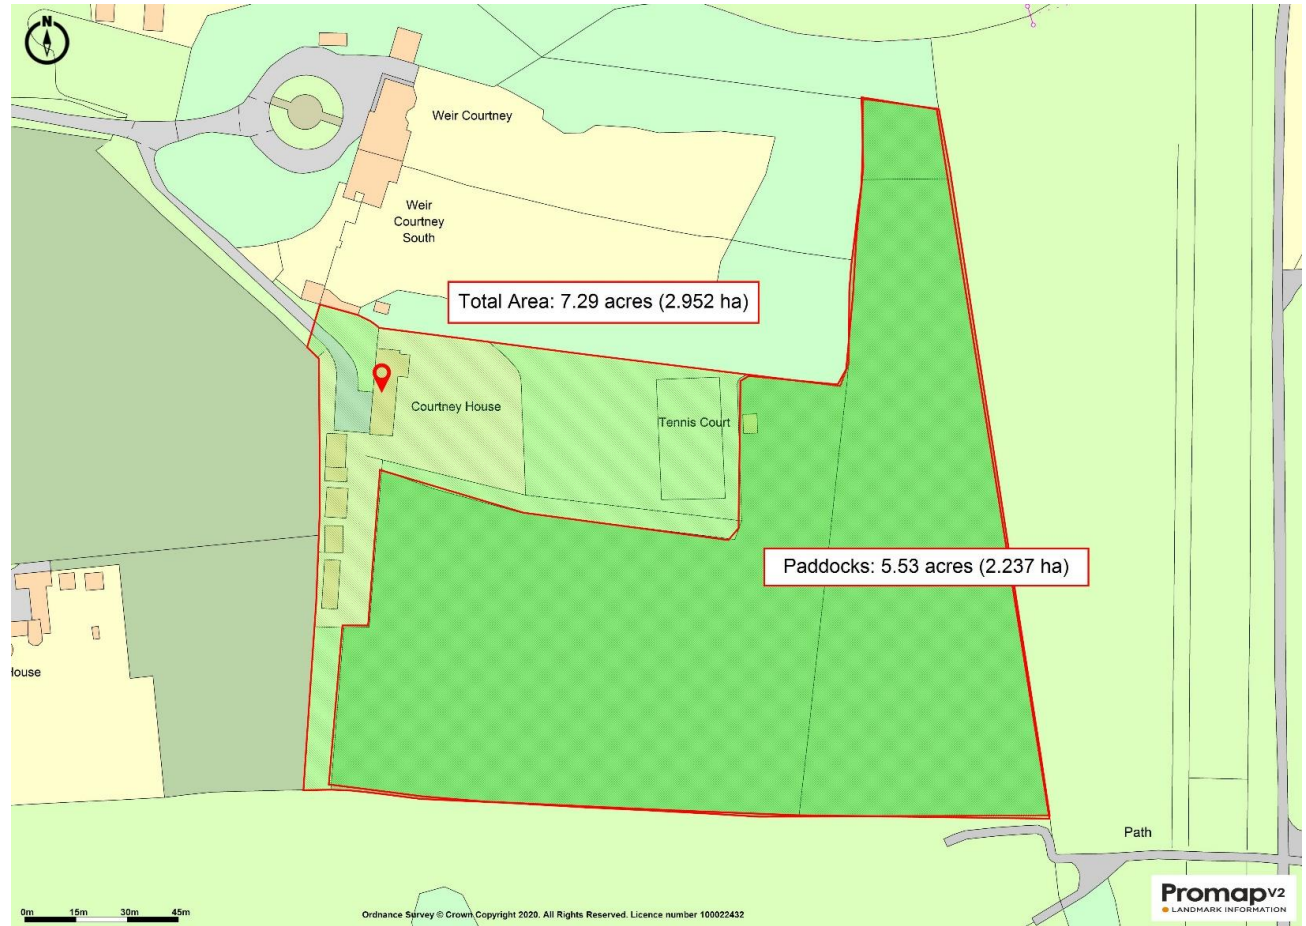 N
Weir Courtney
Weir
Courtney
South
Total Area: 7.29 acres (2.952 ha)
Courtney House
Tennis Court
Paddocks: 5.53 acres (2.237 ha)
House
Path
0m 15m 30m 45m
Ordnance Survey © Crown Copyright 2020. All Rights Reserved. Licence number 100022432
Promap V2
LANDMARK INFORMATION